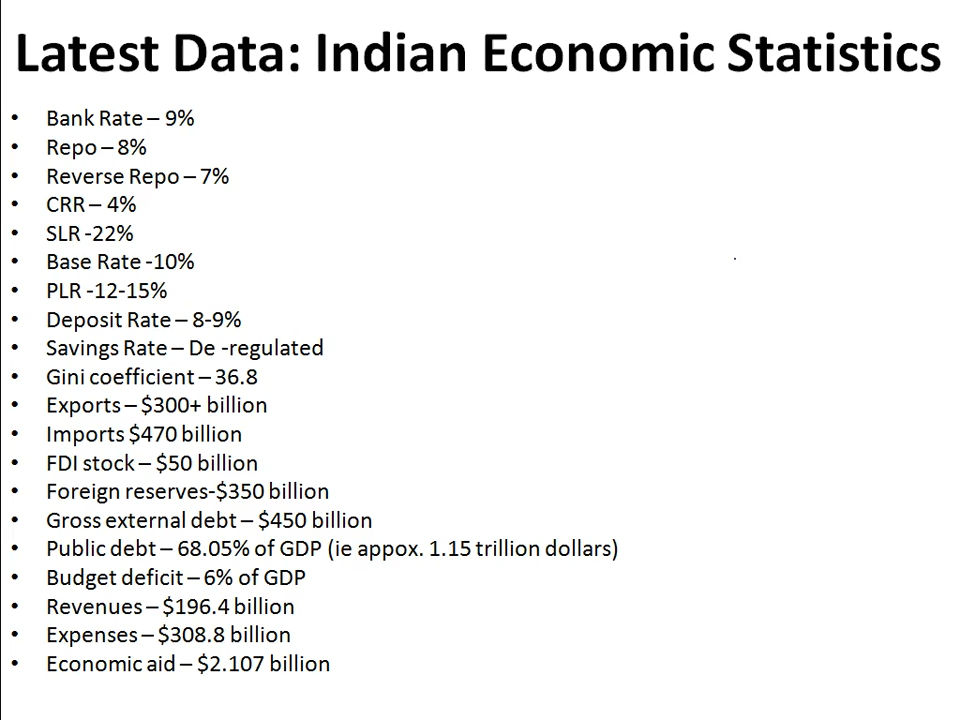 Latest Data: Indian Economic Statistics
• Bank Rate – 9%
• Repo – 8%
• Reverse Repo – 7%
• CRR – 4%
• SLR -22%
• Base Rate -10%
• PLR -12-15%
• Deposit Rate – 8-9%
• Savings Rate – De -regulated
• Gini coefficient – 36.8
• Exports – $300+ billion
• Imports $470 billion
• FDI stock – $50 billion
• Foreign reserves-$350 billion
• Gross external debt – $450 billion
• Public debt – 68.05% of GDP (ie appox. 1.15 trillion dollars)
• Budget deficit – 6% of GDP
• Revenues – $196.4 billion
• Expenses – $308.8 billion
• Economic aid – $2.107 billion